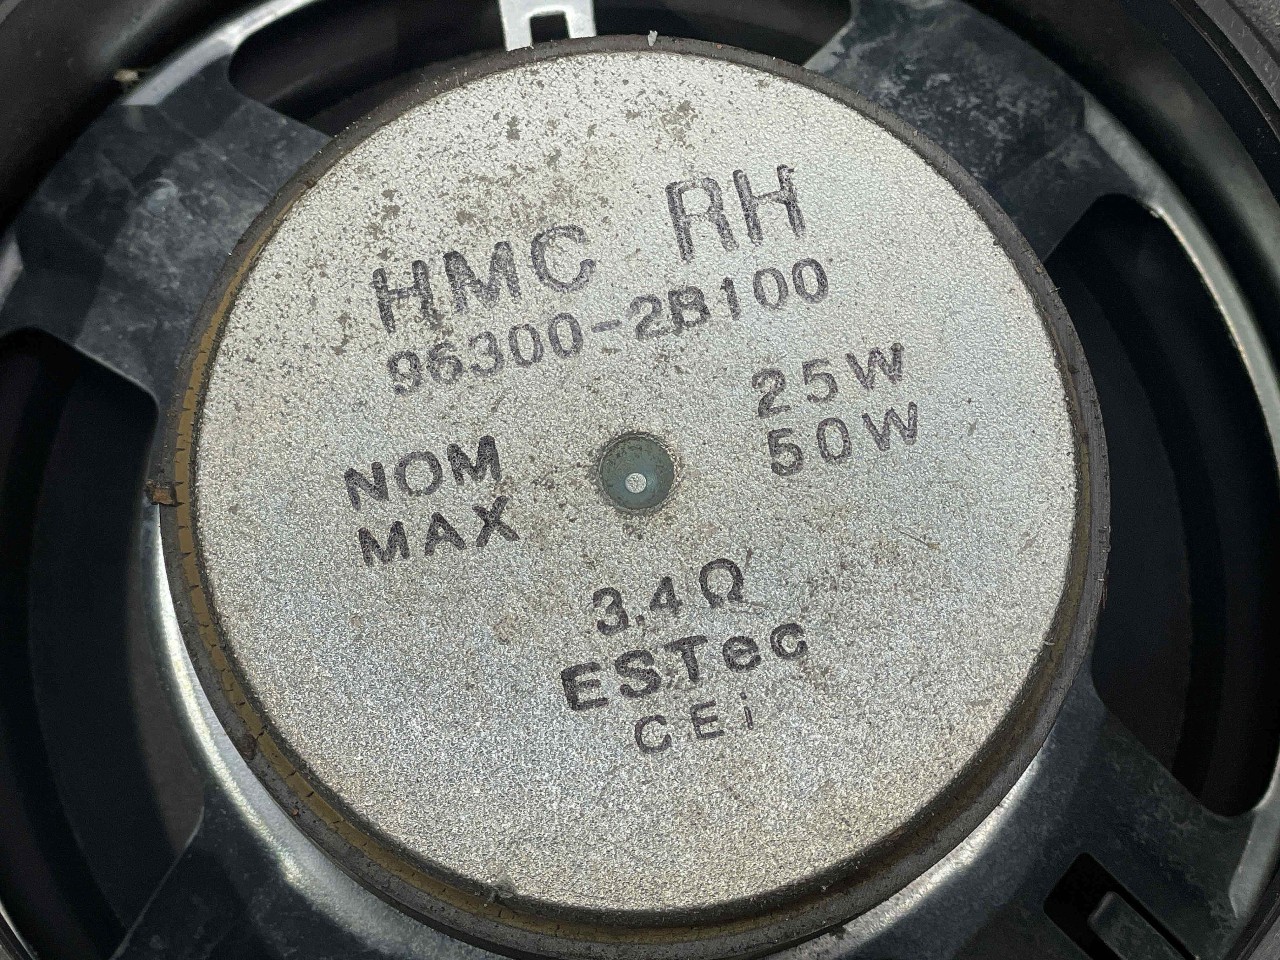 HMC RH
96300-2B100
NOM 25W
MAX 50W
3.4Ω
ESTec
CEi